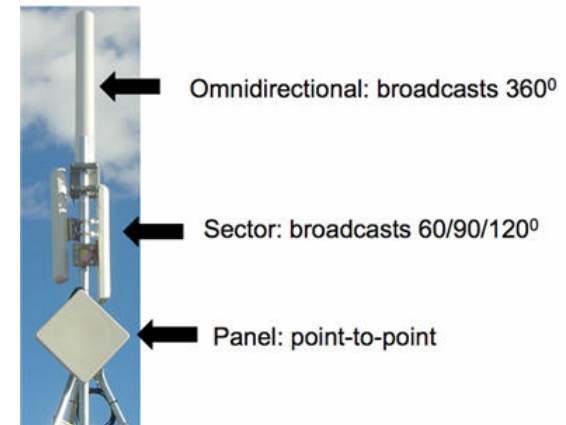 Omnidirectional: broadcasts 360⁰
Sector: broadcasts 60/90/120⁰
Panel: point-to-point